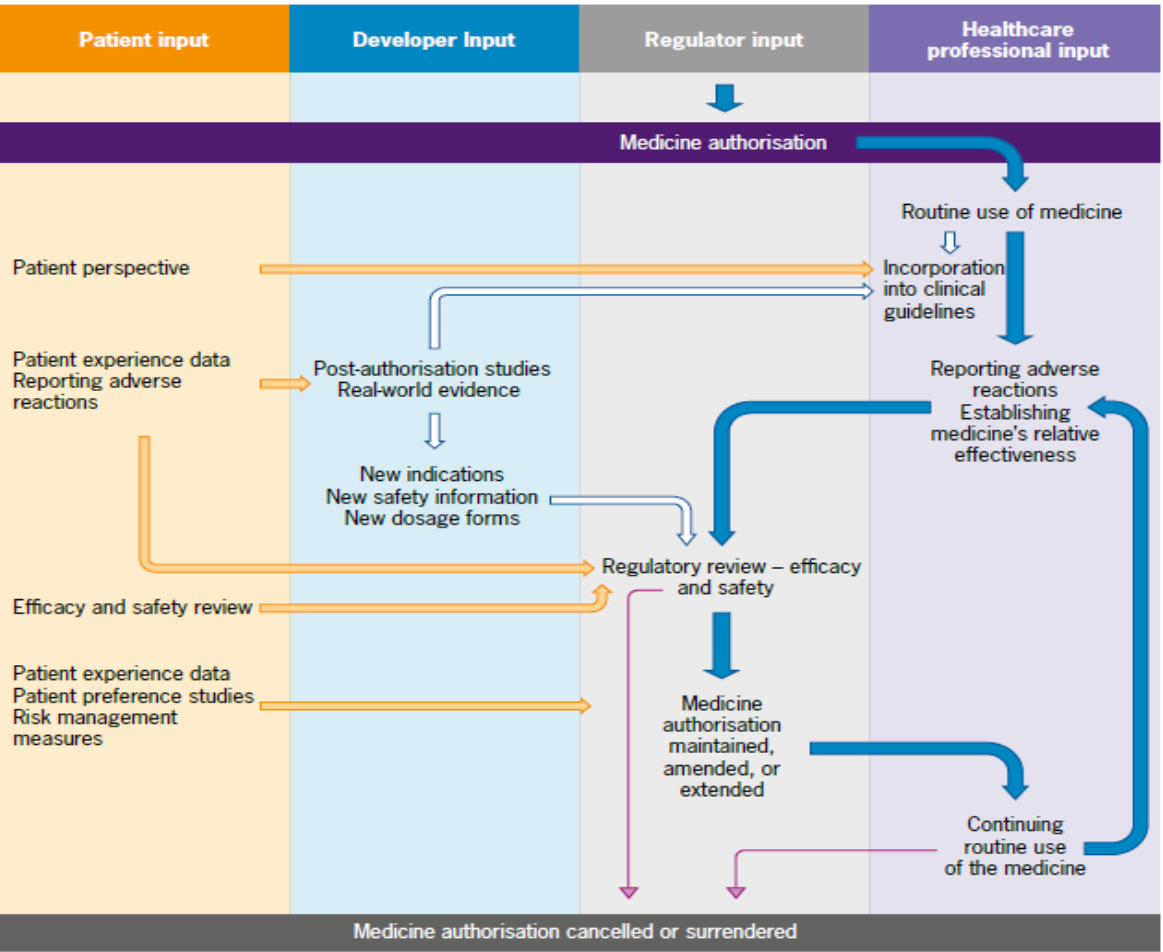 Patient input
Developer Input
Regulator input
Healthcare
professional input
Medicine authorisation
Routine use of medicine
Patient perspective
Incorporation
into clinical
guidelines
Patient experience data
Reporting adverse
reactions
Post-authorisation studies
Real-world evidence
Reporting adverse
reactions
Establishing
medicine's relative
effectiveness
New indications
New safety information
New dosage forms
Regulatory review – efficacy
and safety
Efficacy and safety review
Patient experience data
Patient preference studies
Risk management
measures
Medicine
authorisation
maintained,
amended, or
extended
Continuing
routine use
of the medicine
Medicine authorisation cancelled or surrendered